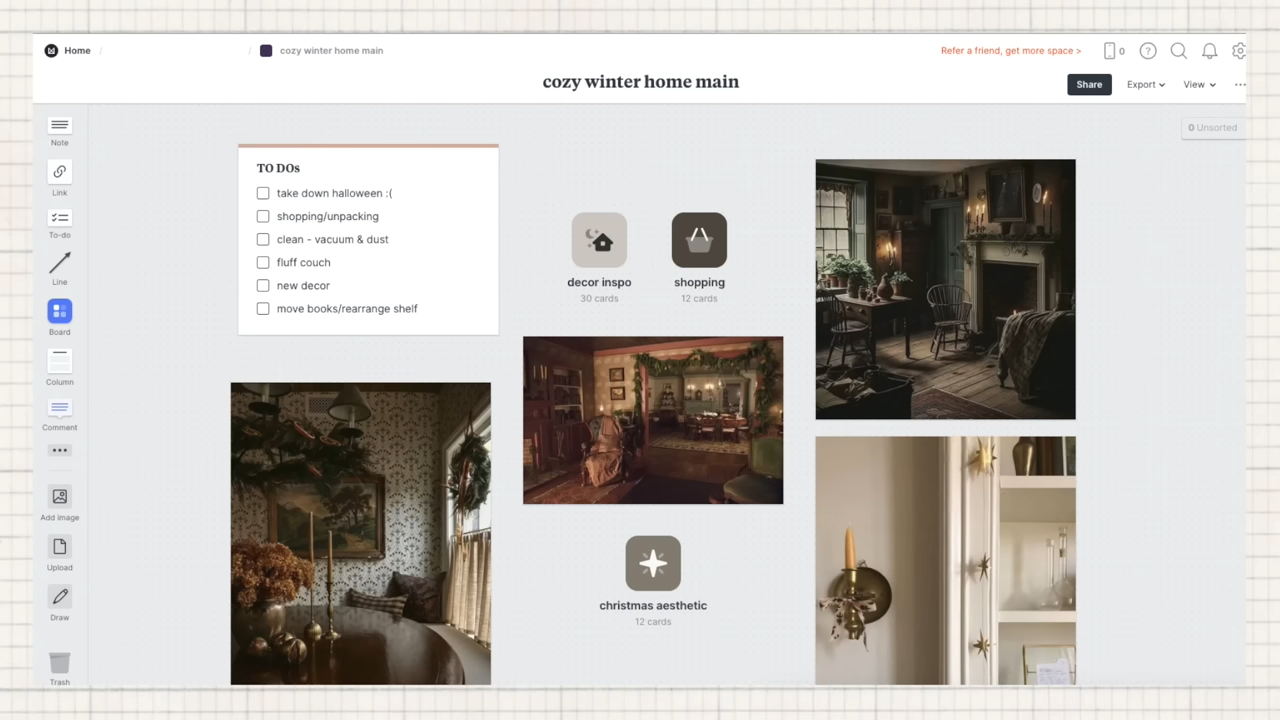 Home / / cozy winter home main
Refer a friend, get more space >
0
cozy winter home main
Share
Export
View
0 Unsorted
Note
Link
To-do
Line
Board
Column
Comment
Add image
Upload
Draw
Trash
TO DOs
take down halloween :(
shopping/unpacking
clean - vacuum & dust
fluff couch
new decor
move books/rearrange shelf
decor inspo
30 cards
shopping
12 cards
christmas aesthetic
12 cards